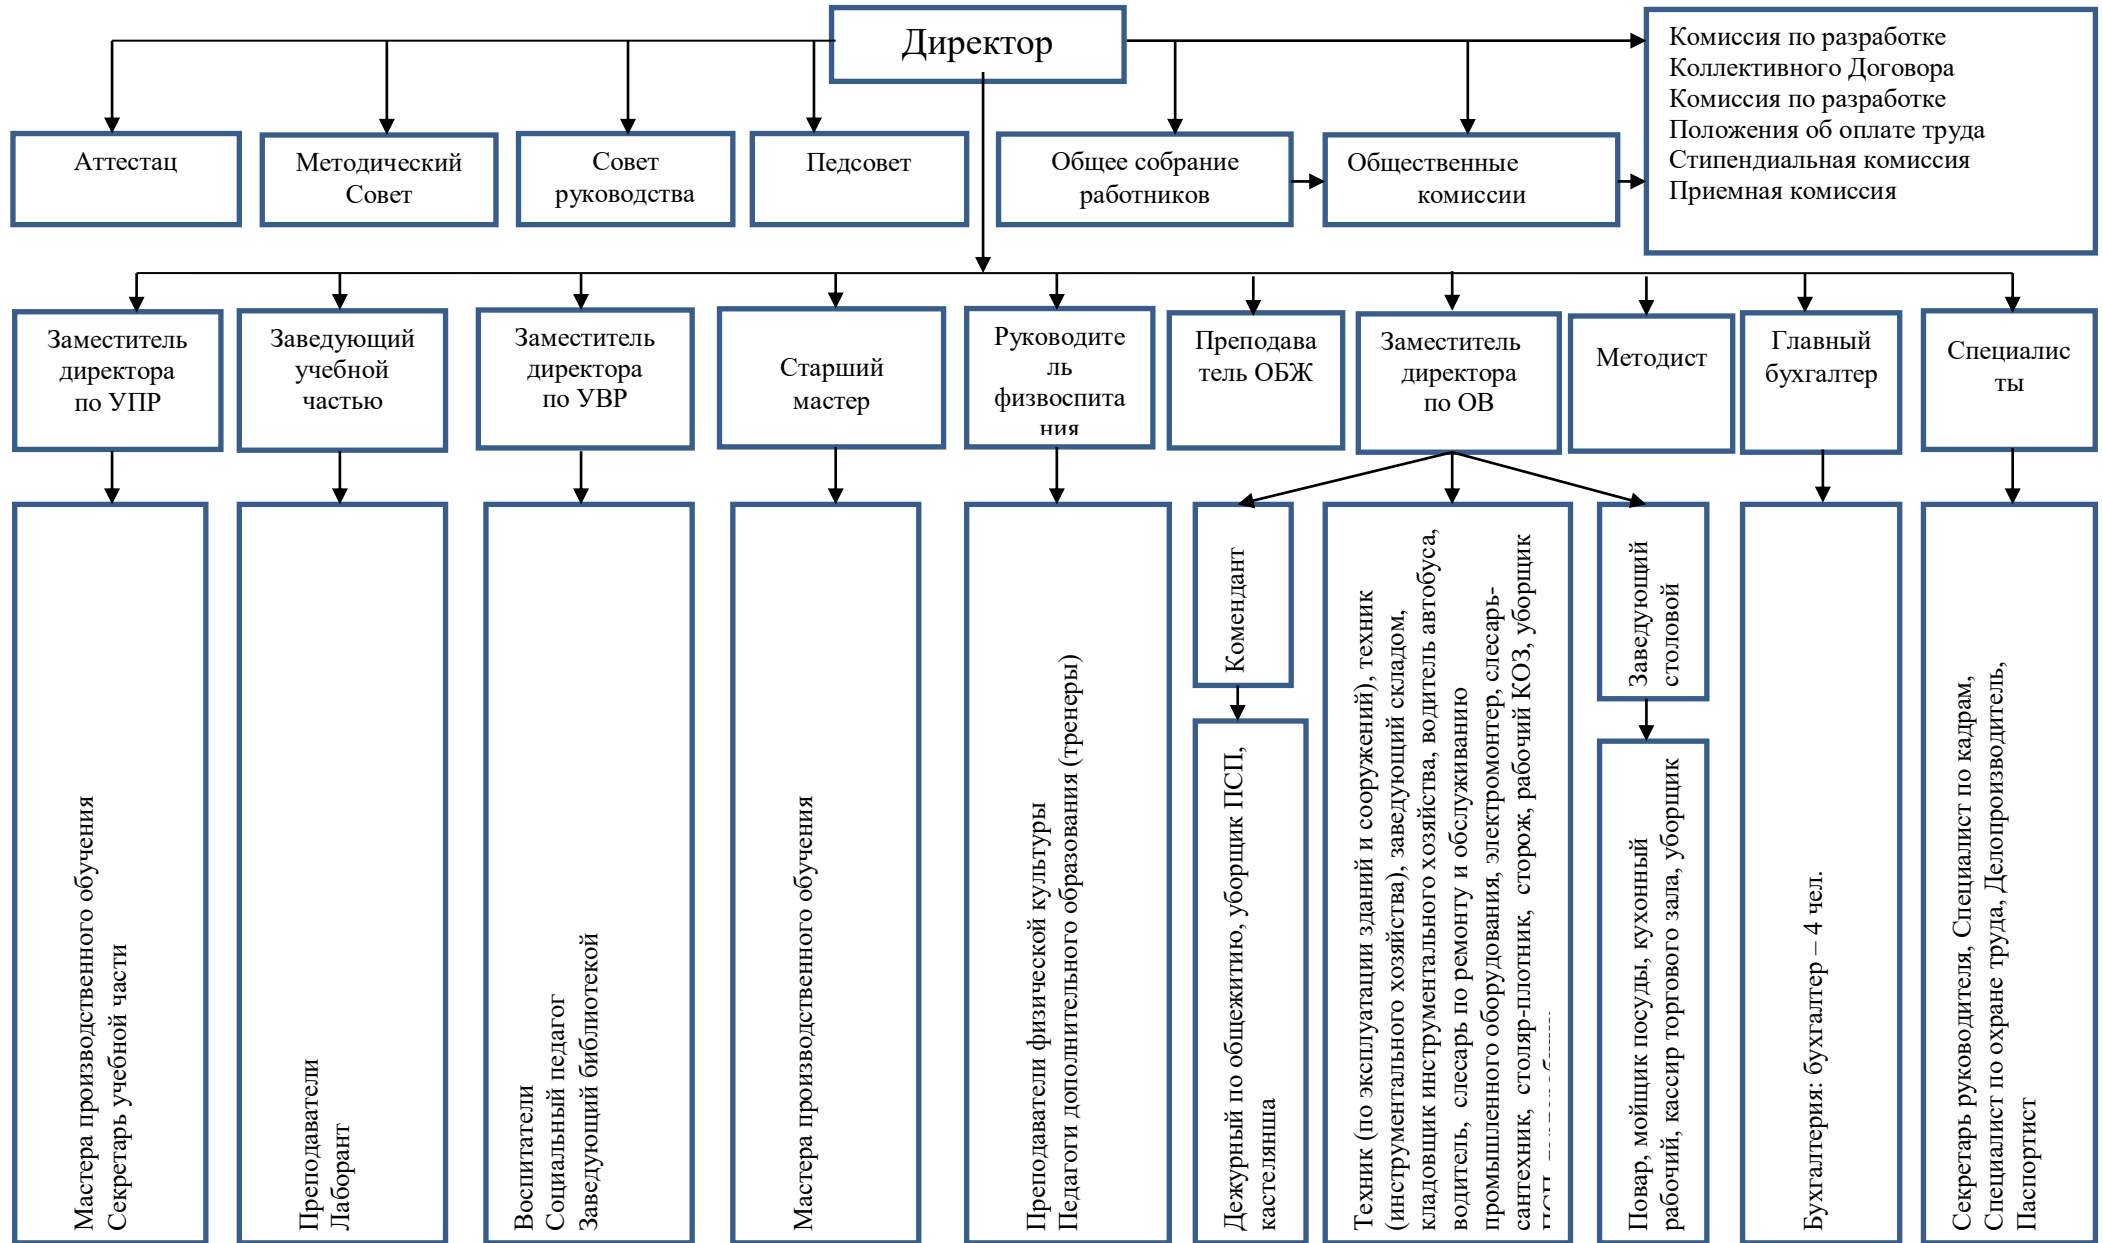 Директор
Комиссия по разработке
Коллективного Договора
Комиссия по разработке
Положения об оплате труда
Стипендиальная комиссия
Приемная комиссия
Аттестац
Методический
Совет
Совет
руководства
Педсовет
Общее собрание
работников
Общественные
комиссии
Заместитель
директора
по УПР
Заведующий
учебной
частью
Заместитель
директора
по УВР
Старший
мастер
Руководите
ль
физвоспита
ния
Преподава
тель ОБЖ
Заместитель
директора
по ОВ
Методист
Главный
бухгалтер
Специалис
ты
Мастера производственного обучения
Секретарь учебной части
Преподаватели
Лаборант
Воспитатели
Социальный педагог
Заведующий библиотекой
Мастера производственного обучения
Преподаватели физической культуры
Педагоги дополнительного образования (тренеры)
Комендант
Дежурный по общежитию, уборщик ПСП,
кастелянша
Техник (по эксплуатации зданий и сооружений), техник
(инструментального хозяйства), заведующий складом,
кладовщик инструментального хозяйства, водитель автобуса,
водитель, слесарь по ремонту и обслуживанию
промышленного оборудования, электромонтер, слесарь-
сантехник, столяр-плотник, сторож, рабочий КОЗ, уборщик
Заведующий
столовой
Повар, мойщик посуды, кухонный
рабочий, кассир торгового зала, уборщик
Бухгалтерия: бухгалтер – 4 чел.
Секретарь руководителя, Специалист по кадрам,
Специалист по охране труда, Делопроизводитель,
Паспортист